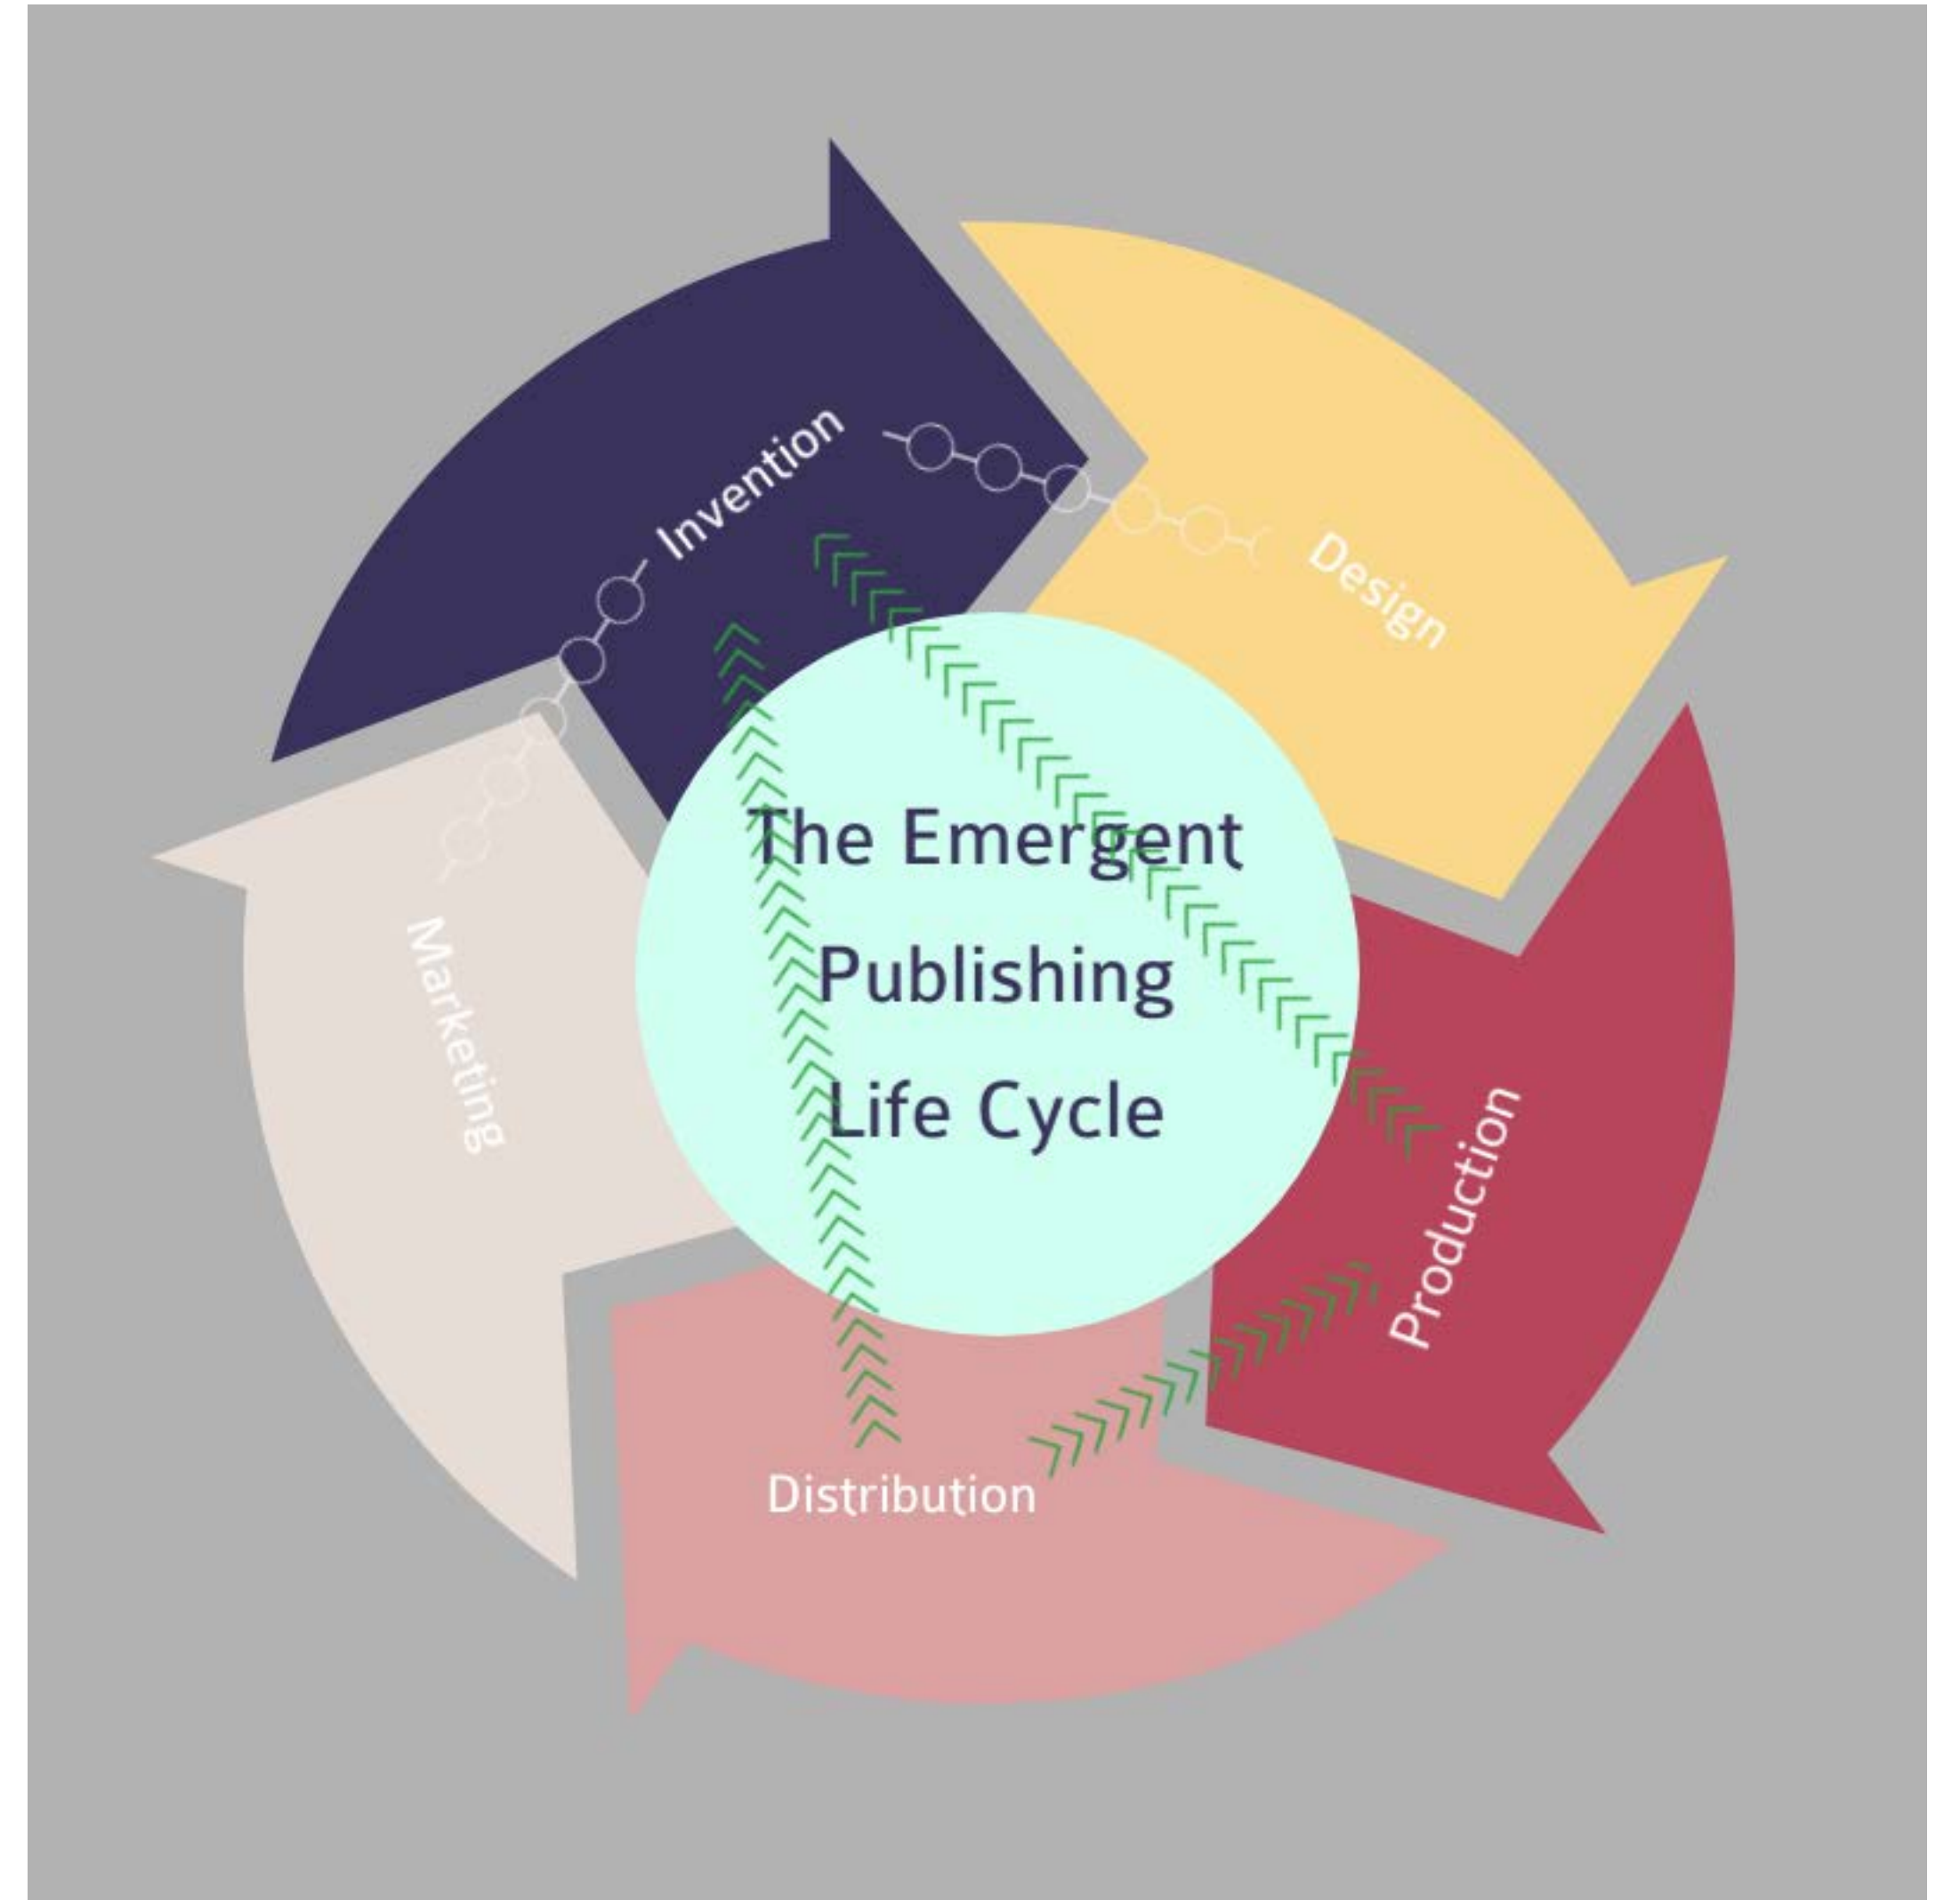 Invention
Design
The Emergent
Publishing
Life Cycle
Marketing
Production
Distribution